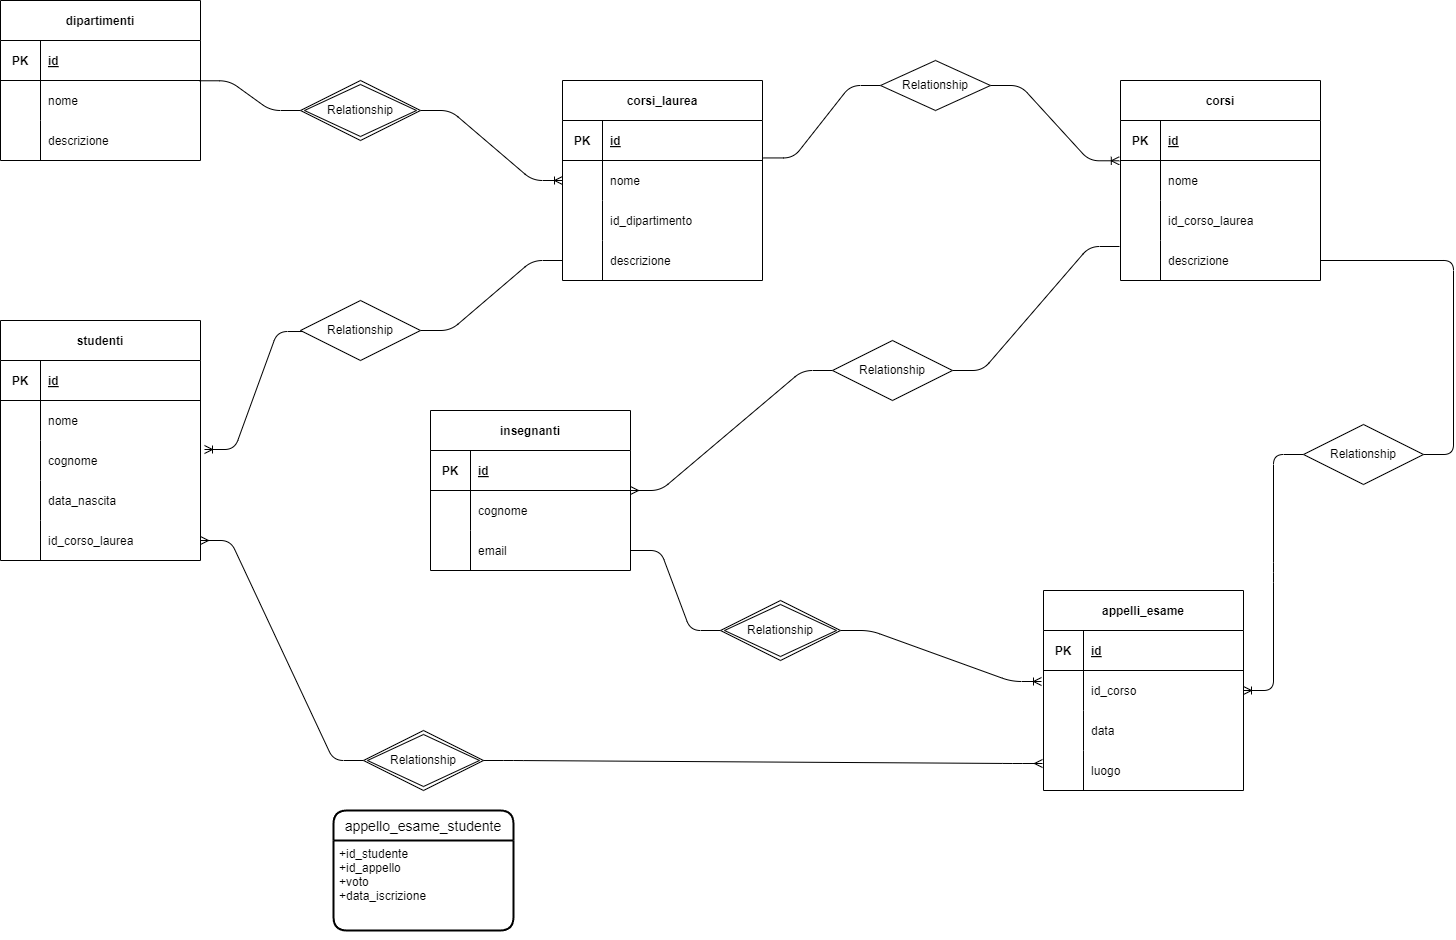 dipartimenti
PK id
nome
descrizione
Relationship
corsi_laurea
PK id
nome
id_dipartimento
descrizione
Relationship
corsi
PK id
nome
id_corso_laurea
descrizione
studenti
PK id
nome
cognome
data_nascita
id_corso_laurea
Relationship
Relationship
insegnanti
PK id
cognome
email
Relationship
Relationship
appelli_esame
PK id
id_corso
data
luogo
Relationship
appello_esame_studente
+id_studente
+id_appello
+voto
+data_iscrizione